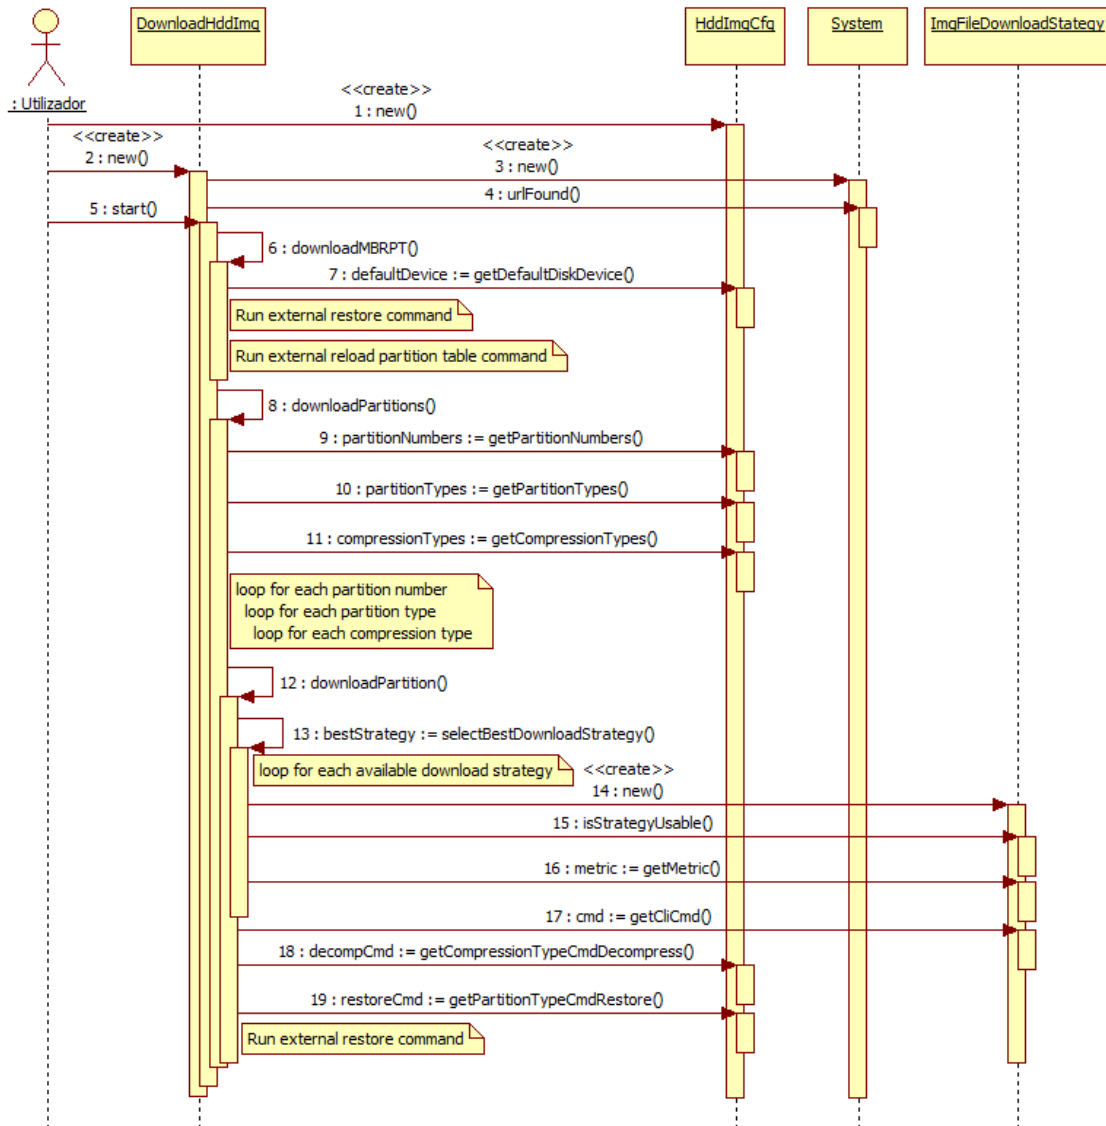 DownloadHddImg
HddImgCfg
System
ImgFileDownloadStategy
: Utilizador
<<create>>
1 : new()
<<create>>
2 : new()
<<create>>
3 : new()
4 : urlFound()
5 : start()
6 : downloadMBRPT()
7 : defaultDevice := getDefaultDiskDevice()
Run external restore command
Run external reload partition table command
8 : downloadPartitions()
9 : partitionNumbers := getPartitionNumbers()
10 : partitionTypes := getPartitionTypes()
11 : compressionTypes := getCompressionTypes()
loop for each partition number
loop for each partition type
loop for each compression type
12 : downloadPartition()
13 : bestStrategy := selectBestDownloadStrategy()
loop for each available download strategy
<<create>>
14 : new()
15 : isStrategyUsable()
16 : metric := getMetric()
17 : cmd := getCliCmd()
18 : decompCmd := getCompressionTypeCmdDecompress()
19 : restoreCmd := getPartitionTypeCmdRestore()
Run external restore command